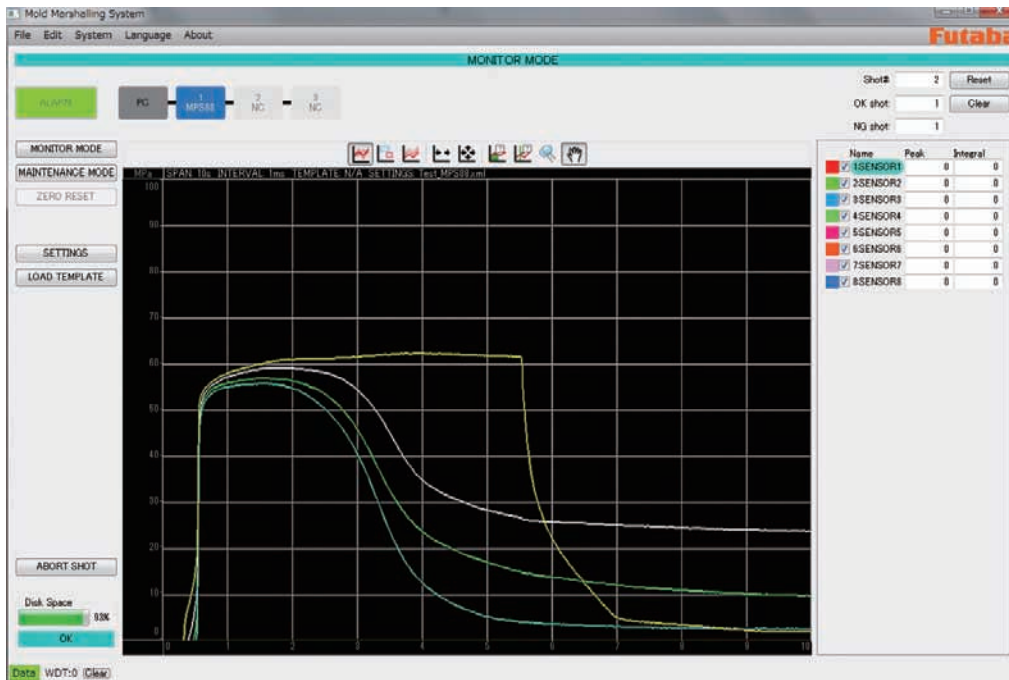 Mold Marshalling System
File Edit System Language About
Futaba
MONITOR MODE
PC
1
MPS08
2
NC
3
NC
Shot# 2 Reset
OK shot: 1 Clear
NG shot: 1
MONITOR MODE
MAINTENANCE MODE
ZERO RESET
SETTINGS
LOAD TEMPLATE
ABORT SHOT
Disk Space
93%
OK
Data WDT:0 Clear
MPa SPAN 10s INTERVAL 1ms TEMPLATE N/A SETTINGS Test_MPS08.xml
100
90
80
70
60
50
40
30
20
10
0
0 1 2 3 4 5 6 7 8 9 10
Name Peak Integral
1SENSOR1 0 0
2SENSOR2 0 0
3SENSOR3 0 0
4SENSOR4 0 0
5SENSOR5 0 0
6SENSOR6 0 0
7SENSOR7 0 0
8SENSOR8 0 0